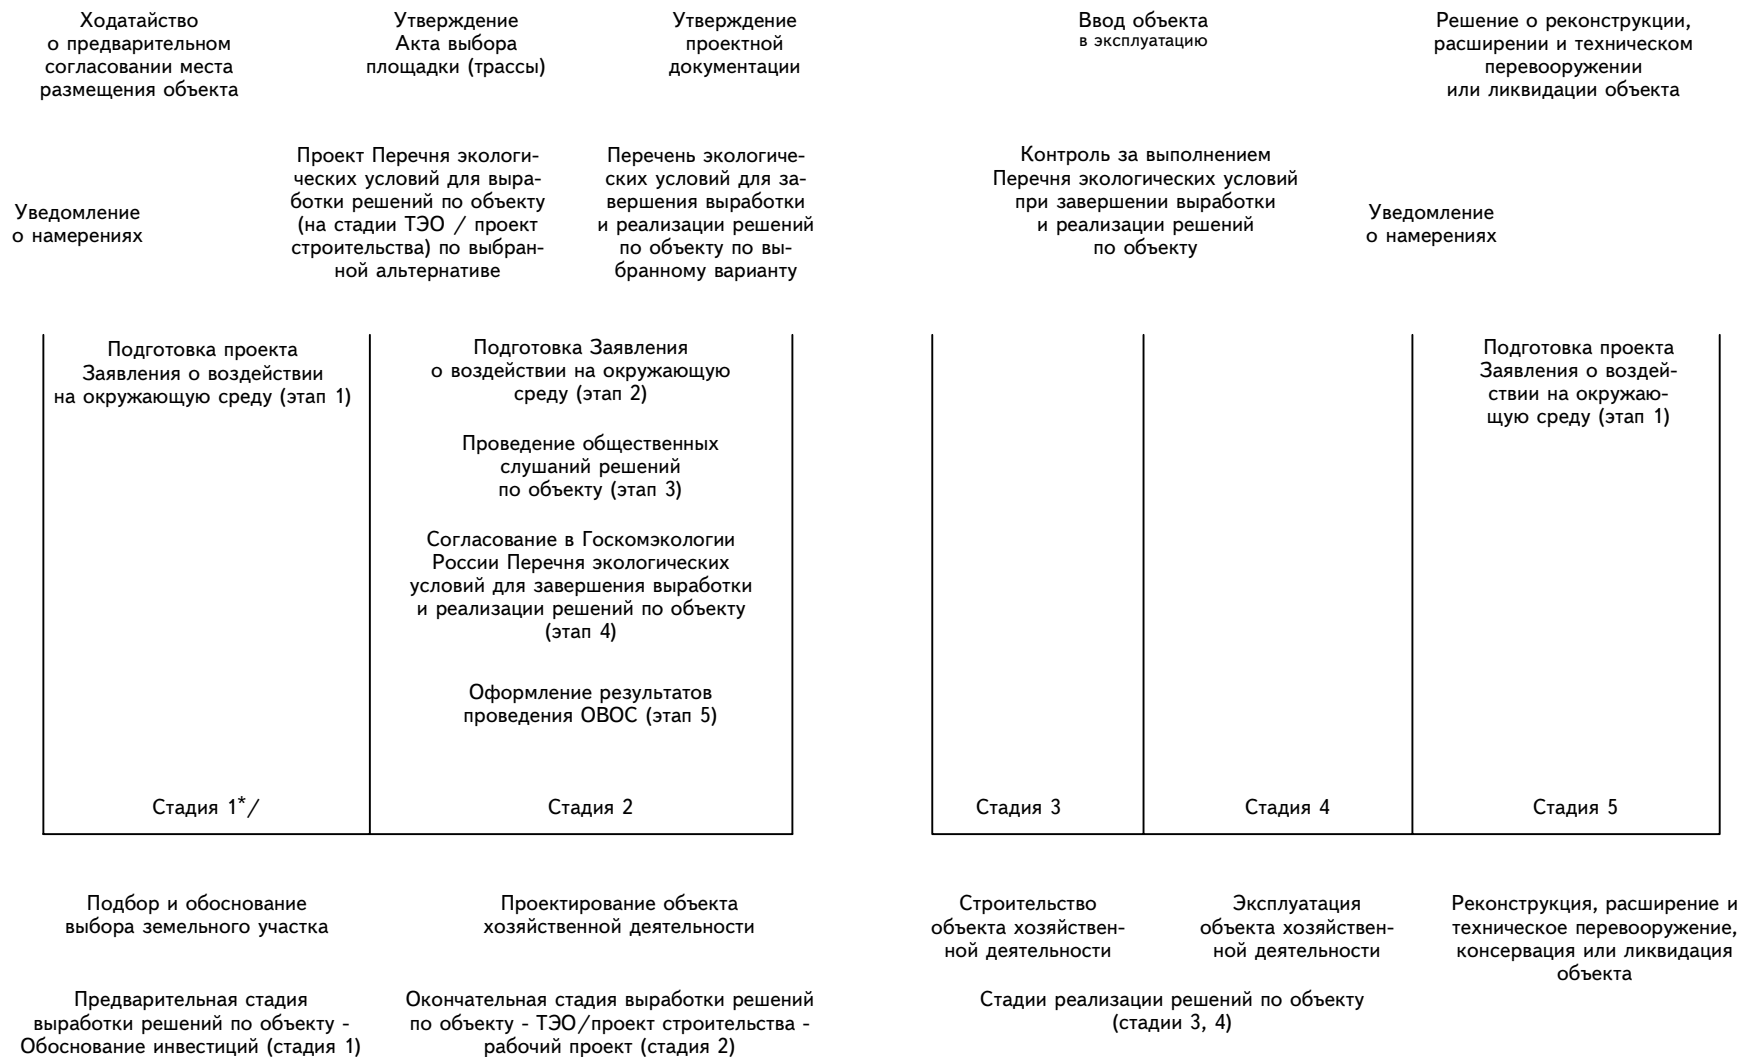 Ходатайство
о предварительном
согласовании места
размещения объекта
Утверждение
Акта выбора
площадки (трассы)
Утверждение
проектной
документации
Ввод объекта
в эксплуатацию
Решение о реконструкции,
расширении и техническом
перевооружении
или ликвидации объекта
Уведомление
о намерениях
Проект Перечня экологи-
ческих условий для выра-
ботки решений по объекту
(на стадии ТЭО / проект
строительства) по выбран-
ной альтернативе
Перечень экологиче-
ских условий для за-
вершения выработки
и реализации решений
по объекту по вы-
бранному варианту
Контроль за выполнением
Перечня экологических условий
при завершении выработки
и реализации решений
по объекту
Уведомление
о намерениях
Подготовка проекта
Заявления о воздействии
на окружающую среду (этап 1)
Стадия 1*/
Подготовка Заявления
о воздействии на окружающую
среду (этап 2)
Проведение общественных
слушаний решений
по объекту (этап 3)
Согласование в Госкомэкологии
России Перечня экологических
условий для завершения выработки
и реализации решений по объекту
(этап 4)
Оформление результатов
проведения ОВОС (этап 5)
Стадия 2
Стадия 3
Стадия 4
Подготовка проекта
Заявления о воздей-
ствии на окружаю-
щую среду (этап 1)
Стадия 5
Подбор и обоснование
выбора земельного участка
Проектирование объекта
хозяйственной деятельности
Строительство
объекта хозяйствен-
ной деятельности
Эксплуатация
объекта хозяйствен-
ной деятельности
Реконструкция, расширение и
техническое перевооружение,
консервация или ликвидация
объекта
Предварительная стадия
выработки решений по объекту -
Обоснование инвестиций (стадия 1)
Окончательная стадия выработки решений
по объекту - ТЭО/проект строительства -
рабочий проект (стадия 2)
Стадии реализации решений по объекту
(стадии 3, 4)